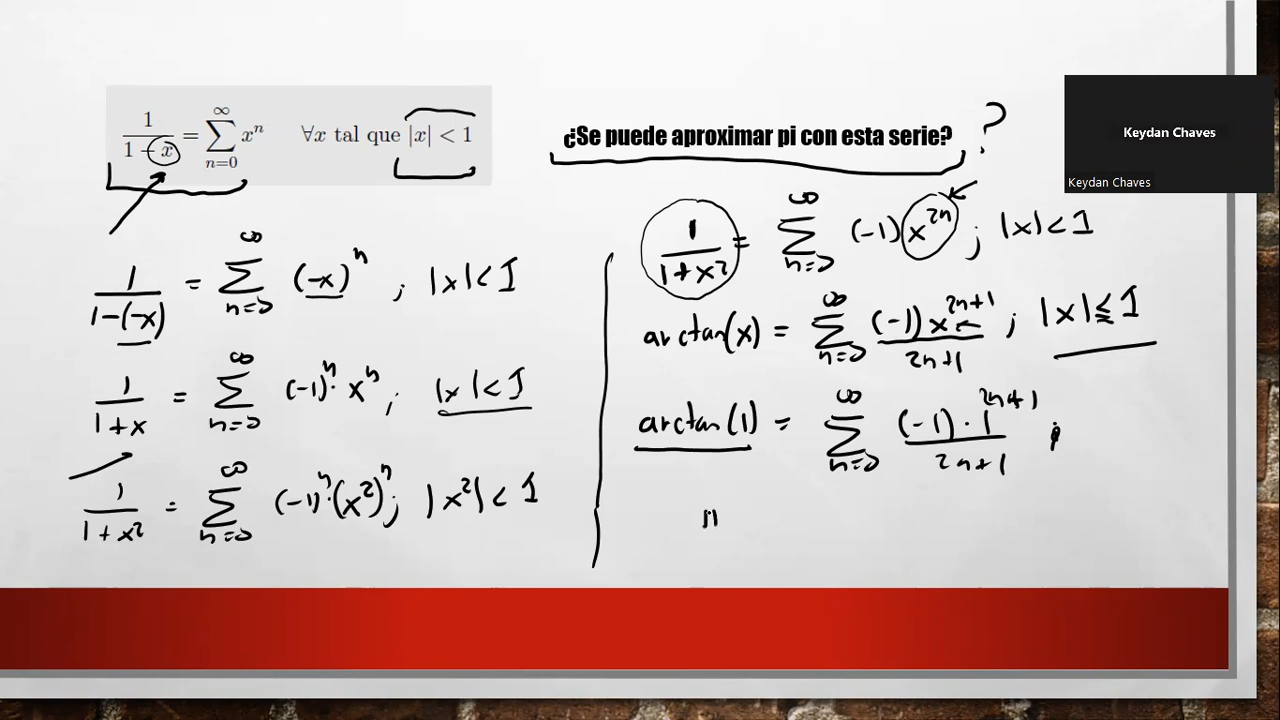 1/(1 - x) = ∑_{n=0}^{∞} x^n   ∀x tal que |x| < 1
1/(1-(-x)) = ∑_{n=0}^{∞} (-x)^n ; |x| < 1
1/(1+x) = ∑_{n=0}^{∞} (-1)^n · x^n ; |x| < 1
1/(1+x²) = ∑_{n=0}^{∞} (-1)^n · (x²)^n ; |x²| < 1
¿Se puede aproximar pi con esta serie? ?
1/(1+x²) = ∑_{n=0}^{∞} (-1) x^{2n} ; |x| < 1
arctan(x) = ∑_{n=0}^{∞} (-1) x^{2n+1}/(2n+1) ; |x| ≤ 1
arctan(1) = ∑_{n=0}^{∞} (-1) · 1^{2n+1}/(2n+1) ;
Keydan Chaves
Keydan Chaves